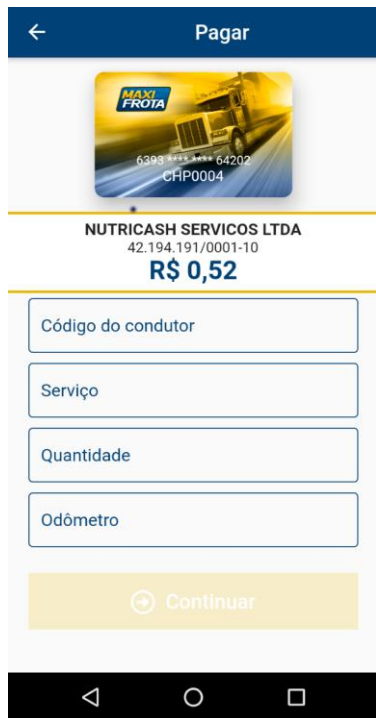 Pagar
MAXI
FROTA
6393 **** **** 64202
CHP0004
NUTRICASH SERVICOS LTDA
42.194.191/0001-10
R$ 0,52
Código do condutor
Serviço
Quantidade
Odômetro
Continuar